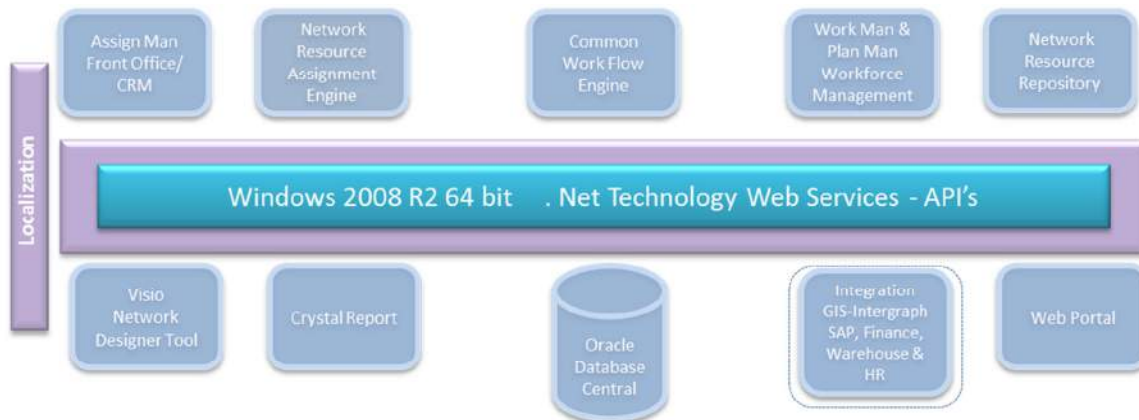 Assign Man
Front Office/
CRM
Network
Resource
Assignment
Engine
Common
Work Flow
Engine
Work Man &
Plan Man
Workforce
Management
Network
Resource
Repository
Localization
Windows 2008 R2 64 bit . Net Technology Web Services - API's
Visio
Network
Designer Tool
Crystal Report
Oracle
Database
Central
Integration
GIS-Intergraph
SAP, Finance,
Warehouse &
HR
Web Portal